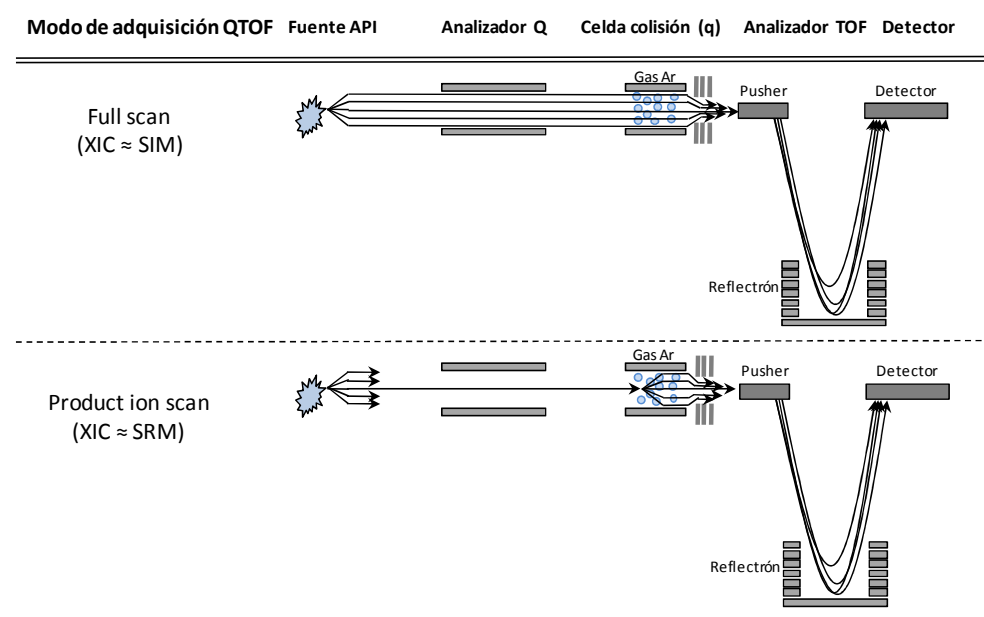 Modo de adquisición QTOF Fuente API Analizador Q Celda colisión (q) Analizador TOF Detector
Gas Ar
Pusher Detector
Full scan
(XIC ≈ SIM)
Reflectrón
Gas Ar
Pusher Detector
Product ion scan
(XIC ≈ SRM)
Reflectrón